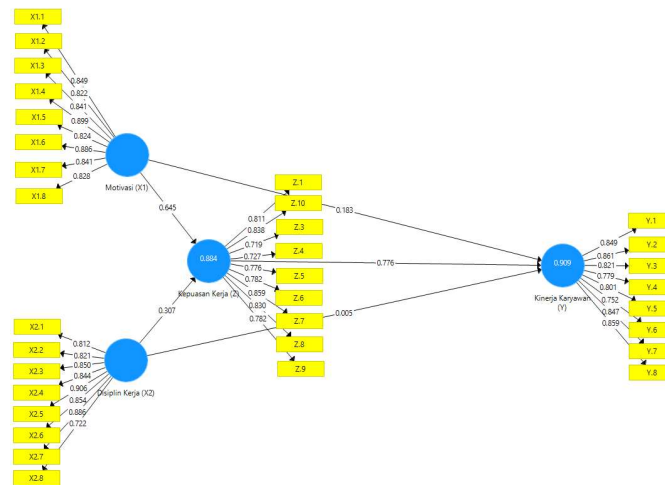 X1.1
X1.2
X1.3
X1.4
X1.5
X1.6
X1.7
X1.8
0.849
0.822
0.841
0.899
0.824
0.886
0.841
0.828
Motivasi (X1)
0.645
0.183
Z.1
Z.10
Z.3
Z.4
Z.5
Z.6
Z.7
Z.8
Z.9
0.811
0.838
0.719
0.727
0.776
0.782
0.859
0.830
0.782
0.884
Kepuasan Kerja (Z)
0.776
0.307
0.005
X2.1
X2.2
X2.3
X2.4
X2.5
X2.6
X2.7
X2.8
0.812
0.821
0.850
0.844
0.906
0.854
0.886
0.722
Disiplin Kerja (X2)
0.909
Kinerja Karyawan
(Y)
0.849
0.861
0.821
0.779
0.801
0.752
0.847
0.859
Y.1
Y.2
Y.3
Y.4
Y.5
Y.6
Y.7
Y.8